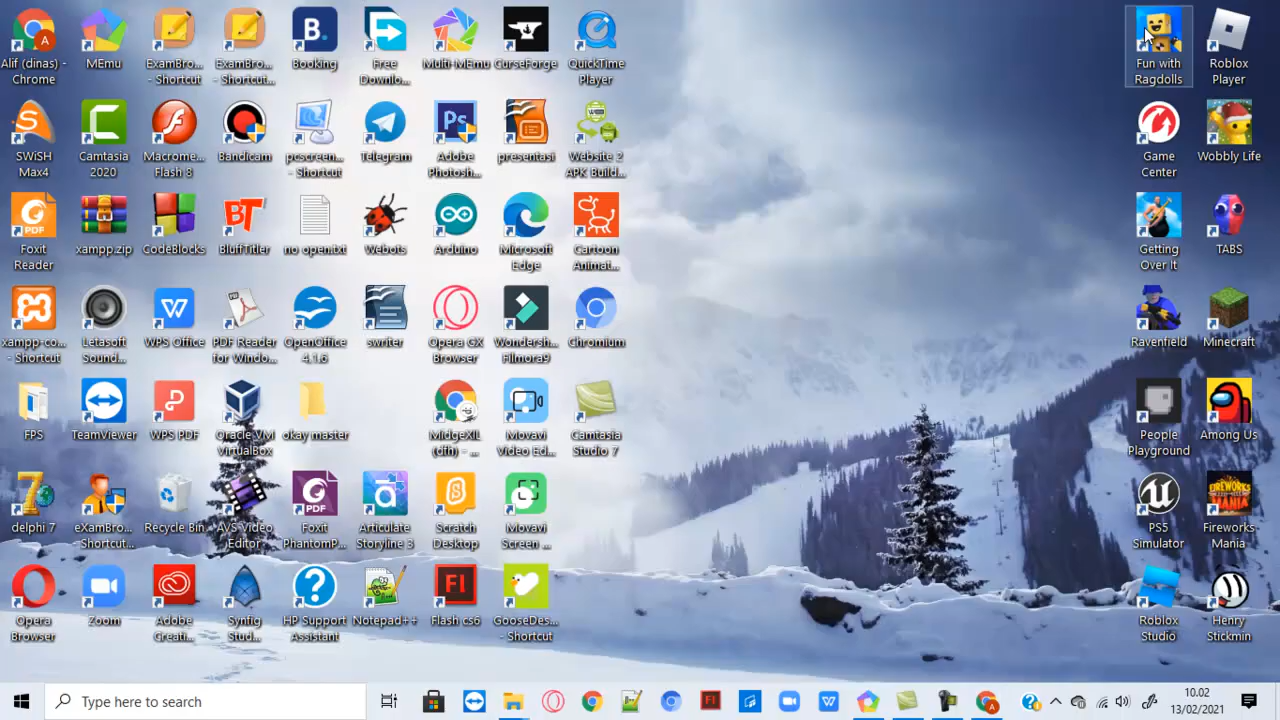 Alif (dinas) -
Chrome
MEmu
ExamBro...
- Shortcut
ExamBro...
- Shortcut...
Booking
Free
Downlo...
Multi-MEmu
CurseForge
QuickTime
Player
Fun with
Ragdolls
Roblox
Player
SWiSH
Max4
Camtasia
2020
Macrome...
Flash 8
Bandicam
pcscreen...
- Shortcut
Telegram
Adobe
Photosh...
presentasi
Website 2
APK Build...
Game
Center
Wobbly Life
Foxit
Reader
xampp.zip
CodeBlocks
BluffTitler
no open.txt
Webots
Arduino
Microsoft
Edge
Cartoon
Animat...
Getting
Over It
TABS
xampp-co...
- Shortcut
Letasoft
Sound...
WPS Office
PDF Reader
for Windo...
OpenOffice
4.1.6
swriter
Opera GX
Browser
Wondersh...
Filmora9
Chromium
Ravenfield
Minecraft
FPS
TeamViewer
WPS PDF
Oracle VM
VirtualBox
okay master
MidgeXIL
(dfh) - ...
Movavi
Video Ed...
Camtasia
Studio 7
People
Playground
Among Us
delphi 7
eXamBro...
- Shortcut...
Recycle Bin
AVS Video
Editor
Foxit
PhantomP...
Articulate
Storyline 3
Scratch
Desktop
Movavi
Screen ...
PS5
Simulator
Fireworks
Mania
Opera
Browser
Zoom
Adobe
Creati...
Synfig
Stud...
HP Support
Assistant
Notepad++
Flash cs6
GooseDes...
- Shortcut
Roblox
Studio
Henry
Stickmin
Type here to search
10.02
13/02/2021